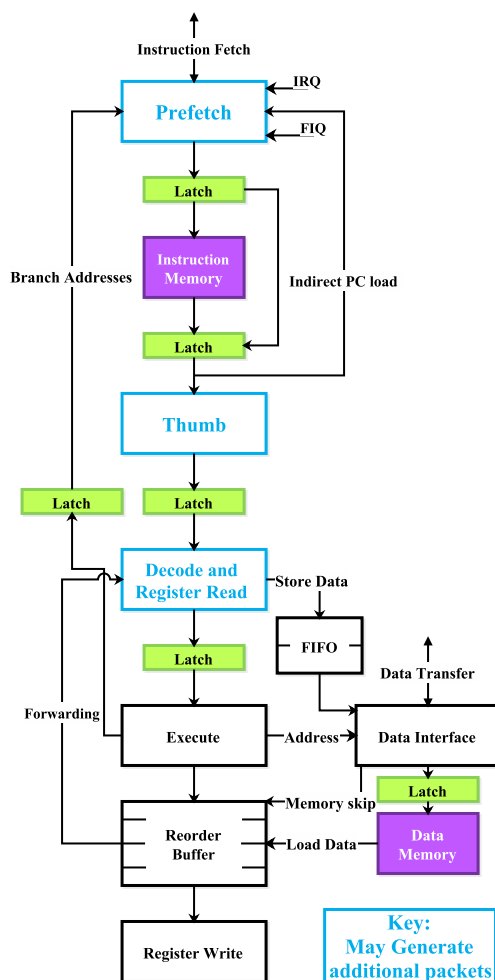 Instruction Fetch
IRQ
Prefetch
FIQ
Latch
Instruction
Memory
Branch Addresses
Indirect PC load
Latch
Thumb
Latch
Latch
Decode and
Register Read
Store Data
FIFO
Latch
Data Transfer
Forwarding
Execute
Address
Data Interface
Latch
Memory skip
Reorder
Buffer
Load Data
Data
Memory
Register Write
Key:
May Generate
additional packets